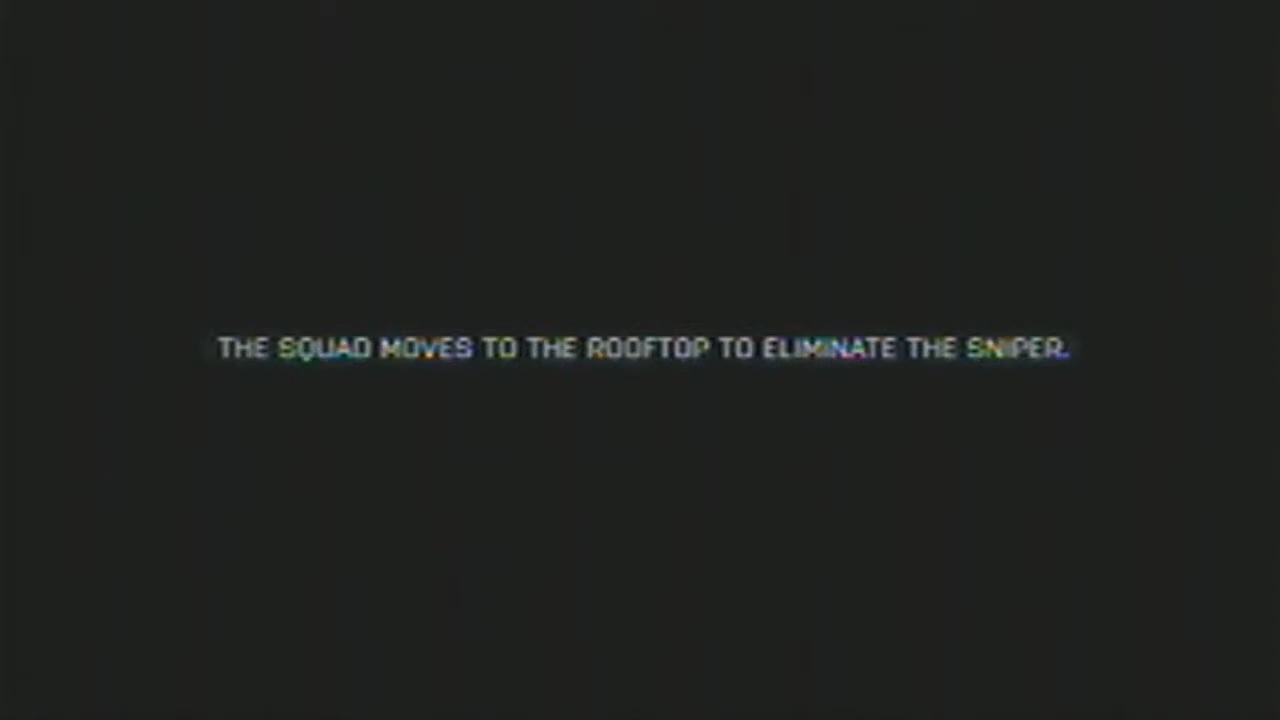 THE SQUAD MOVES TO THE ROOFTOP TO ELIMINATE THE SNIPER.